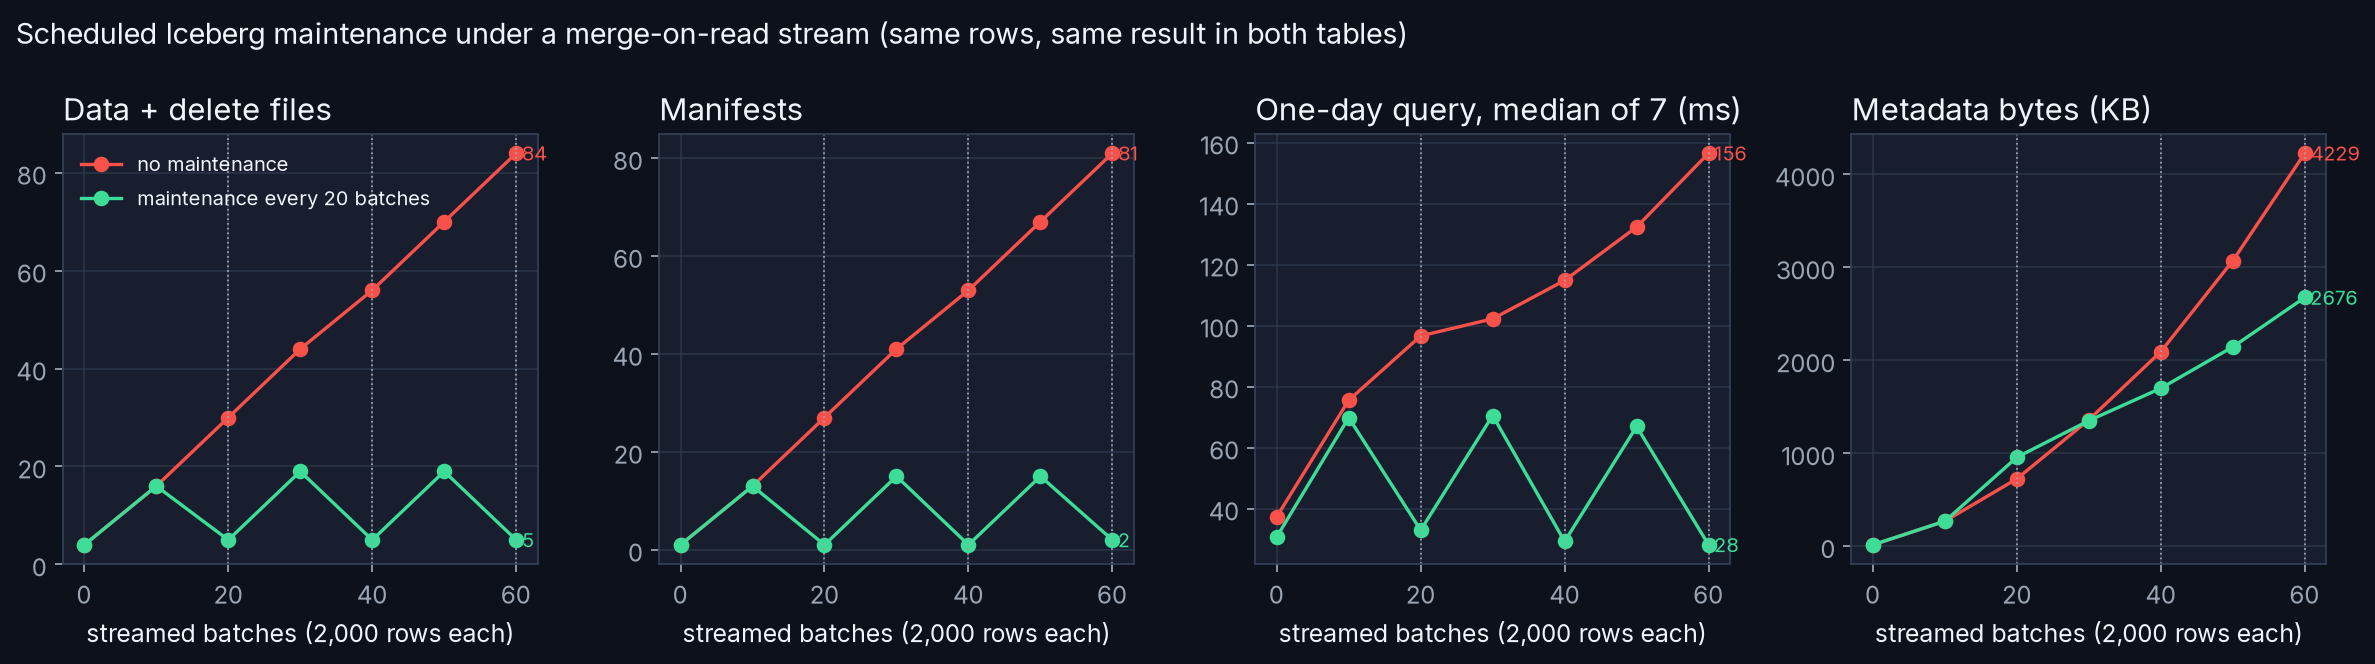 Scheduled Iceberg maintenance under a merge-on-read stream (same rows, same result in both tables)
Data + delete files
no maintenance
maintenance every 20 batches
84
5
80
60
40
20
0
0 20 40 60
streamed batches (2,000 rows each)
Manifests
81
2
80
60
40
20
0
0 20 40 60
streamed batches (2,000 rows each)
One-day query, median of 7 (ms)
156
28
160
140
120
100
80
60
40
0 20 40 60
streamed batches (2,000 rows each)
Metadata bytes (KB)
4229
2676
4000
3000
2000
1000
0
0 20 40 60
streamed batches (2,000 rows each)